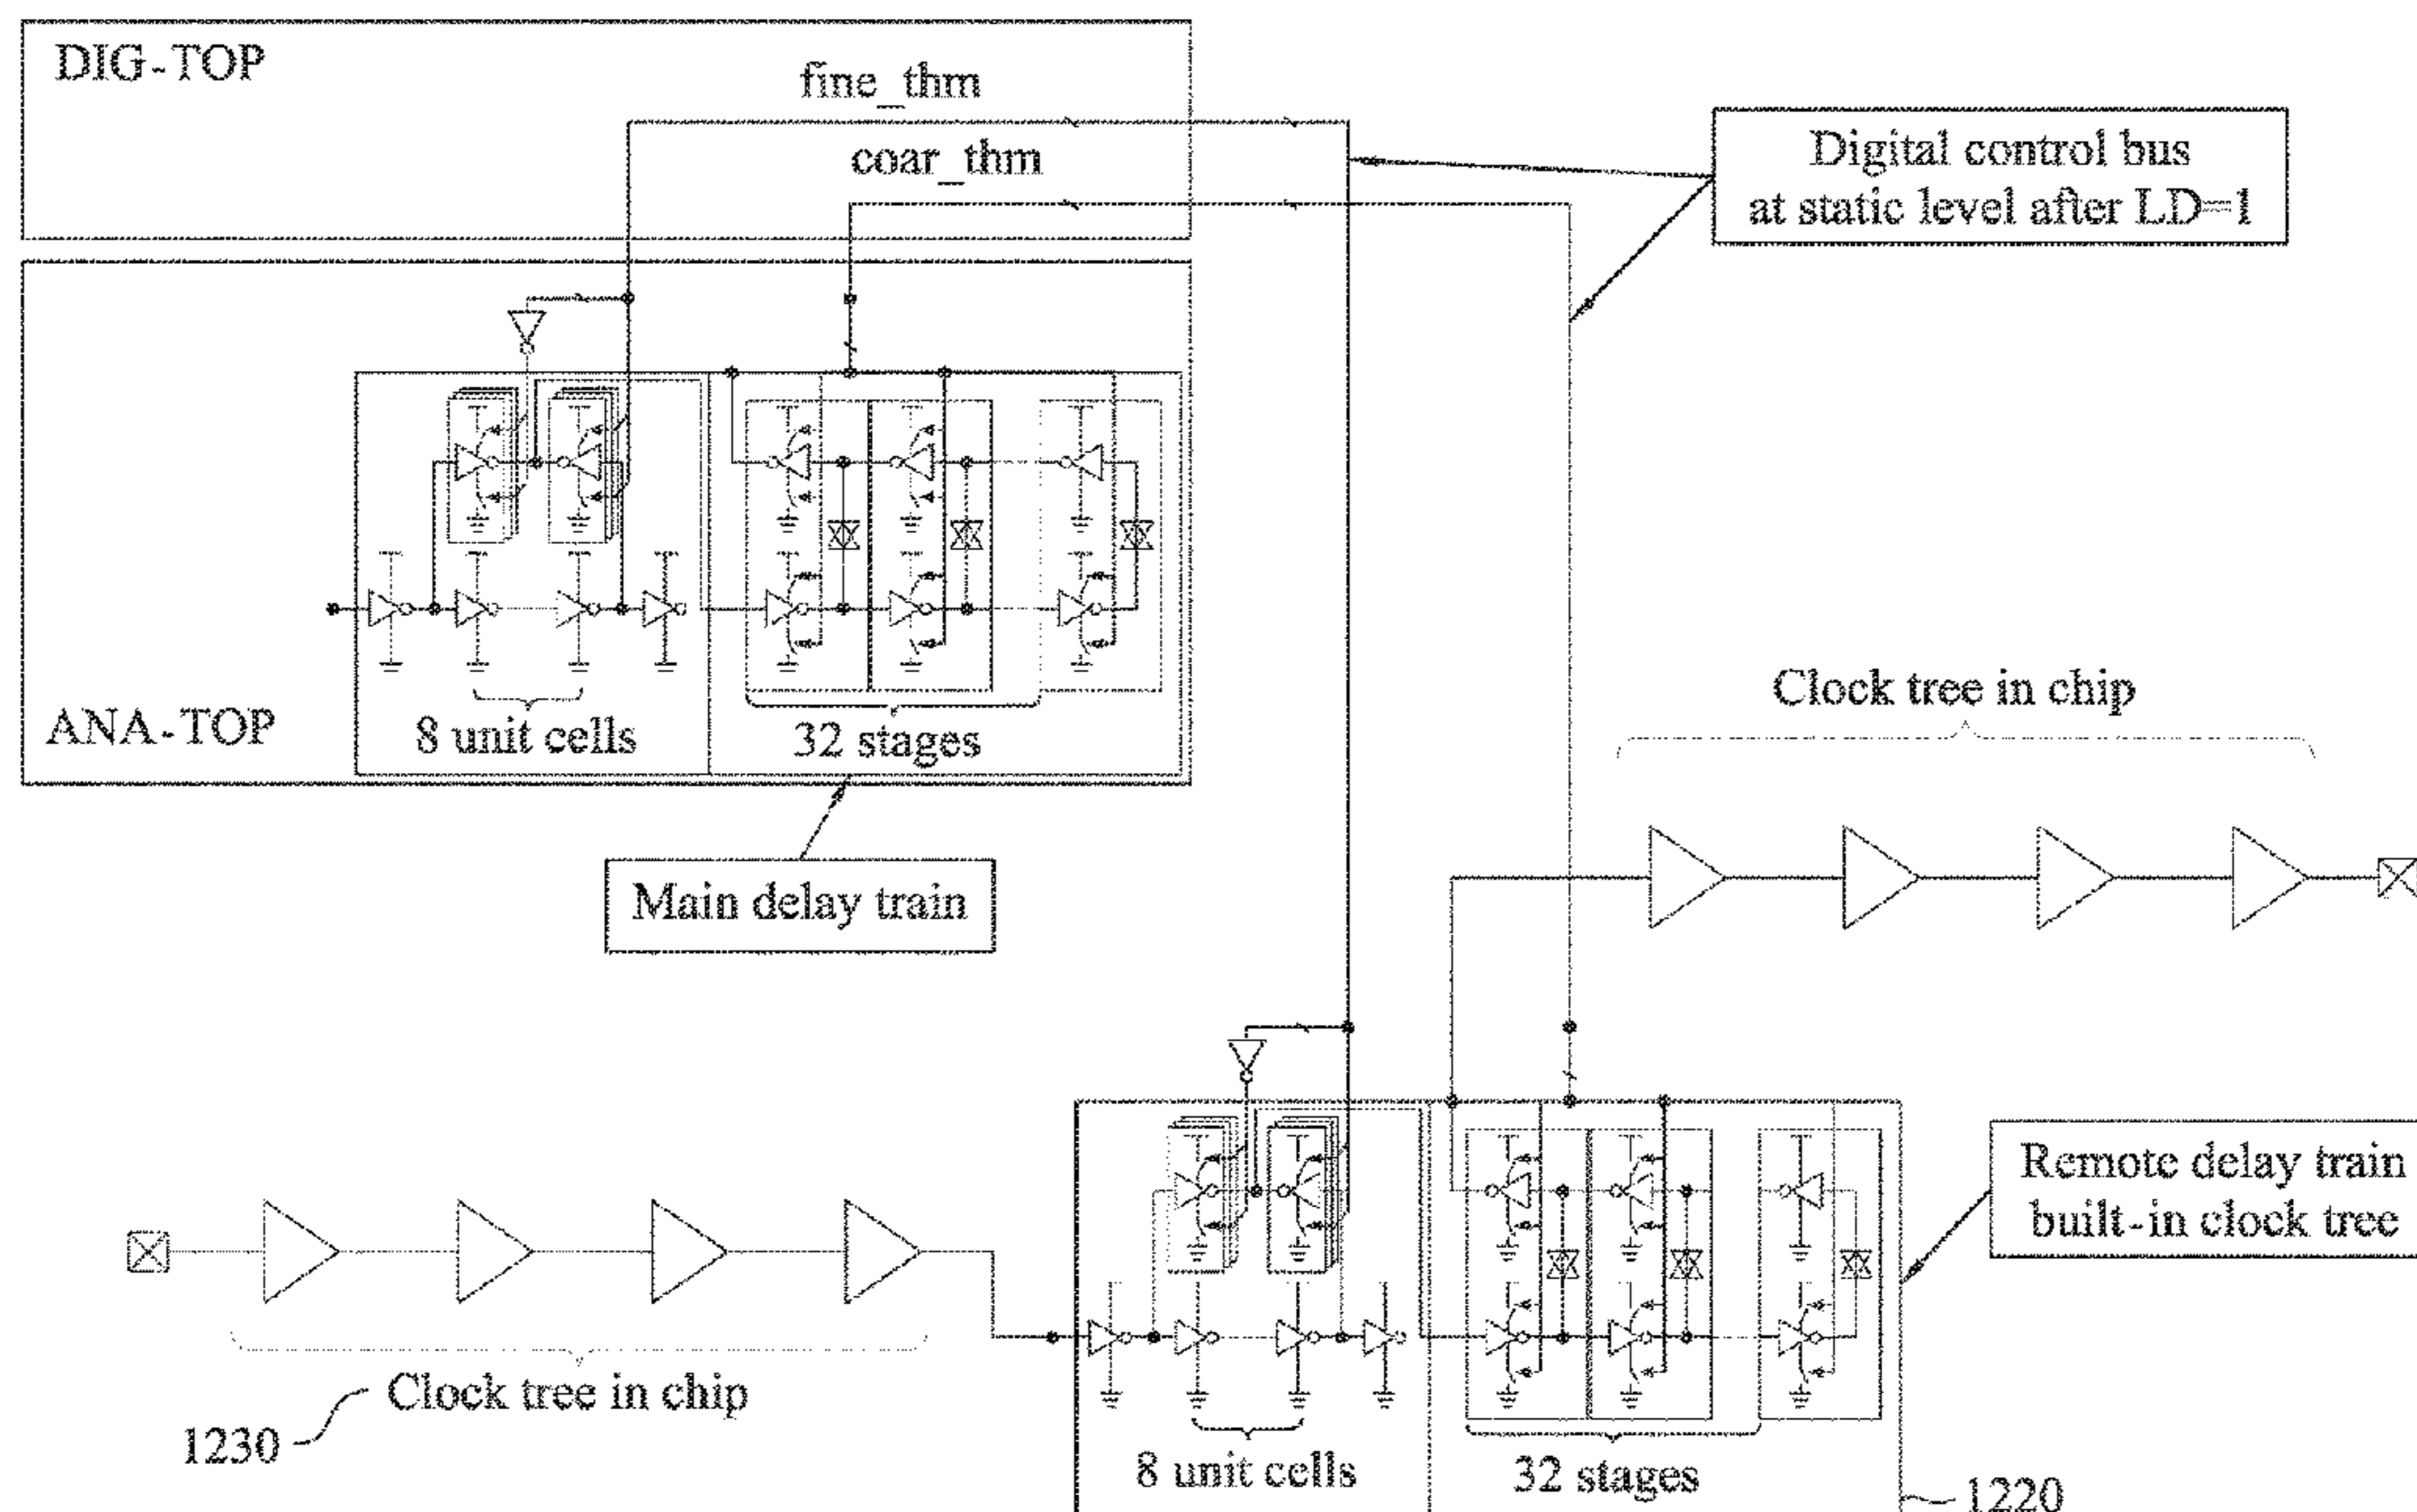 DIG-TOP
fine_thm
coar_thm
Digital control bus
at static level after LD=1
ANA-TOP
8 unit cells
32 stages
Main delay train
Clock tree in chip
Clock tree in chip
1230
Remote delay train
built-in clock tree
8 unit cells
32 stages
1220